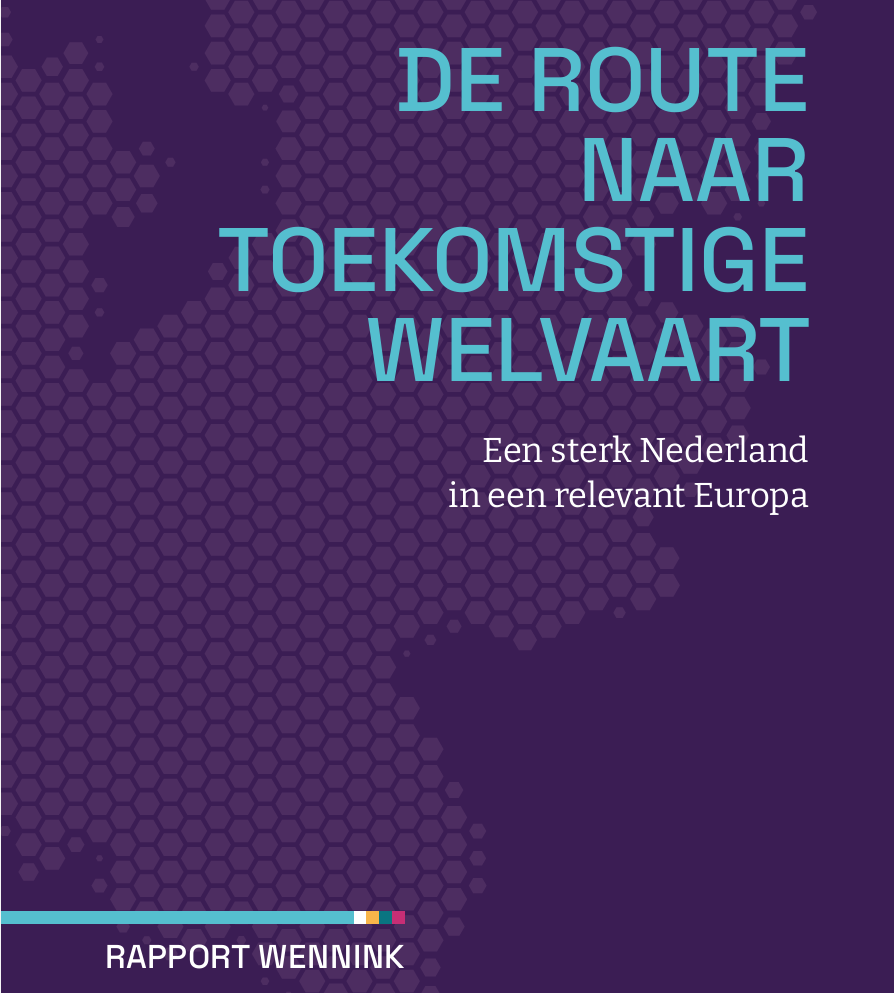 DE ROUTE
NAAR
TOEKOMSTIGE
WELVAART
Een sterk Nederland
in een relevant Europa
RAPPORT WENNINK